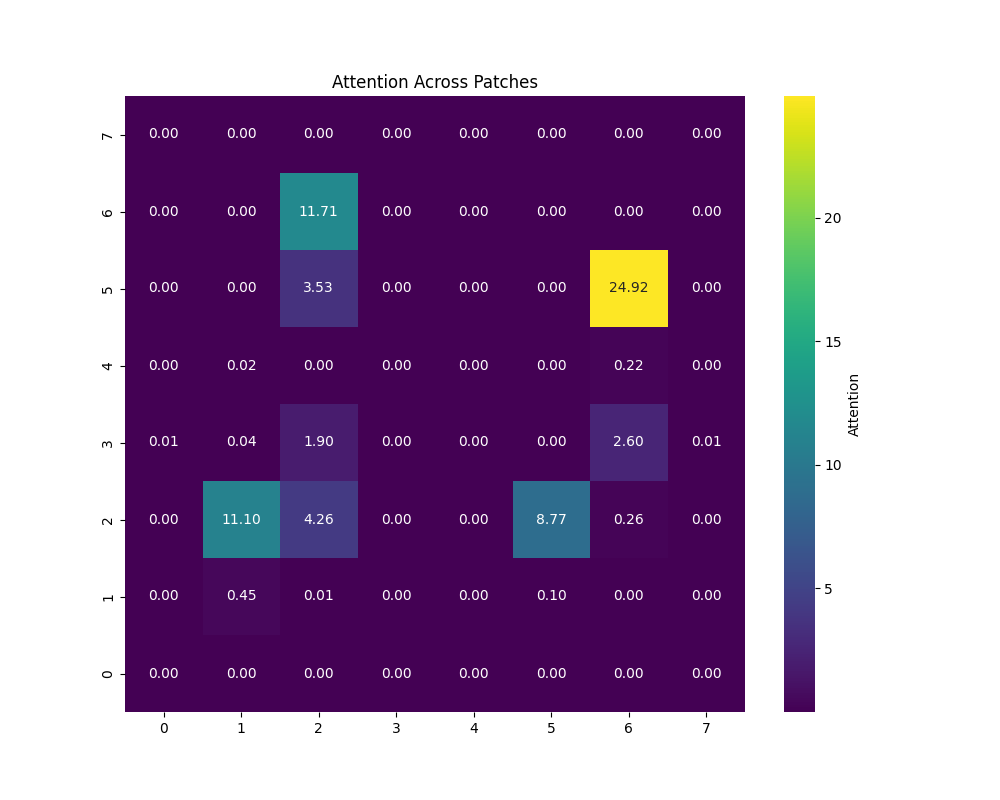 Attention Across Patches
7 0.00 0.00 0.00 0.00 0.00 0.00 0.00 0.00
6 0.00 0.00 11.71 0.00 0.00 0.00 0.00 0.00
5 0.00 0.00 3.53 0.00 0.00 0.00 24.92 0.00
4 0.00 0.02 0.00 0.00 0.00 0.00 0.22 0.00
3 0.01 0.04 1.90 0.00 0.00 0.00 2.60 0.01
2 0.00 11.10 4.26 0.00 0.00 8.77 0.26 0.00
1 0.00 0.45 0.01 0.00 0.00 0.10 0.00 0.00
0 0.00 0.00 0.00 0.00 0.00 0.00 0.00 0.00
0 1 2 3 4 5 6 7
20
15
10
5
Attention